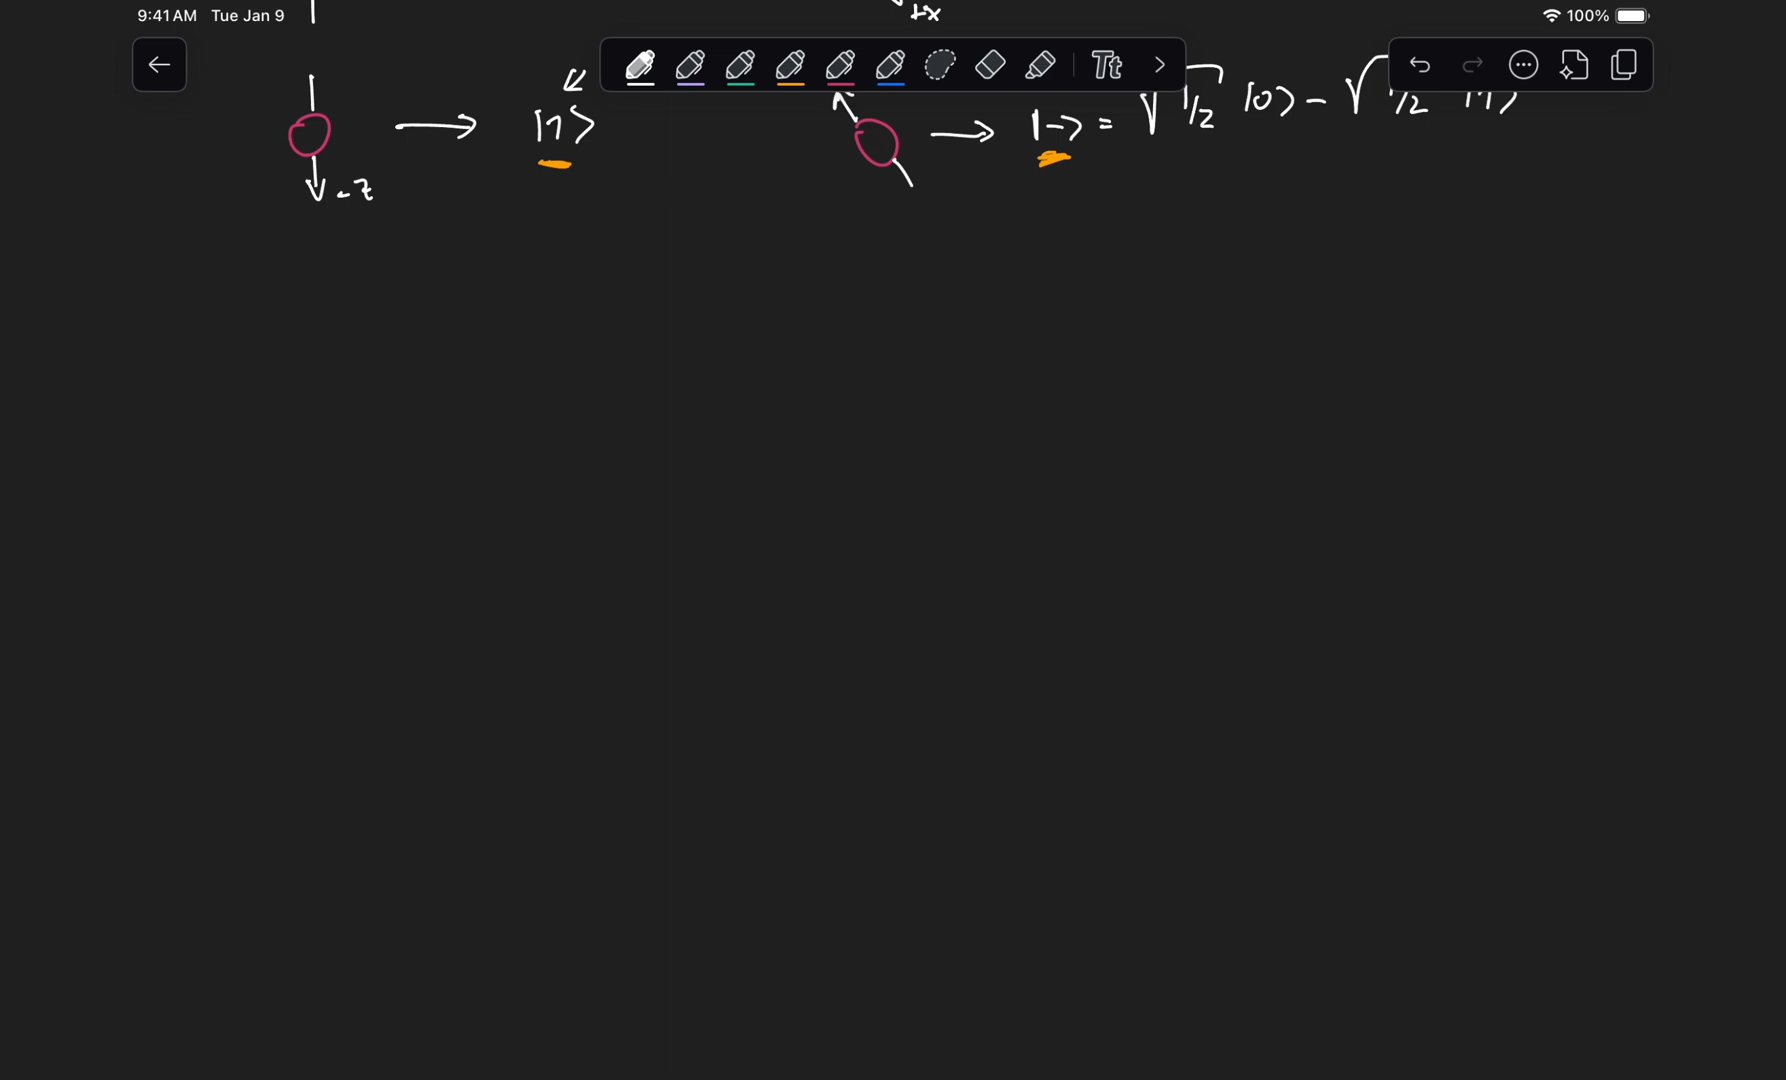 9:41 AM Tue Jan 9 100%
+x
Tt
|1⟩
|−⟩ = √1/2 |0⟩ − √1/2 |1⟩
-z